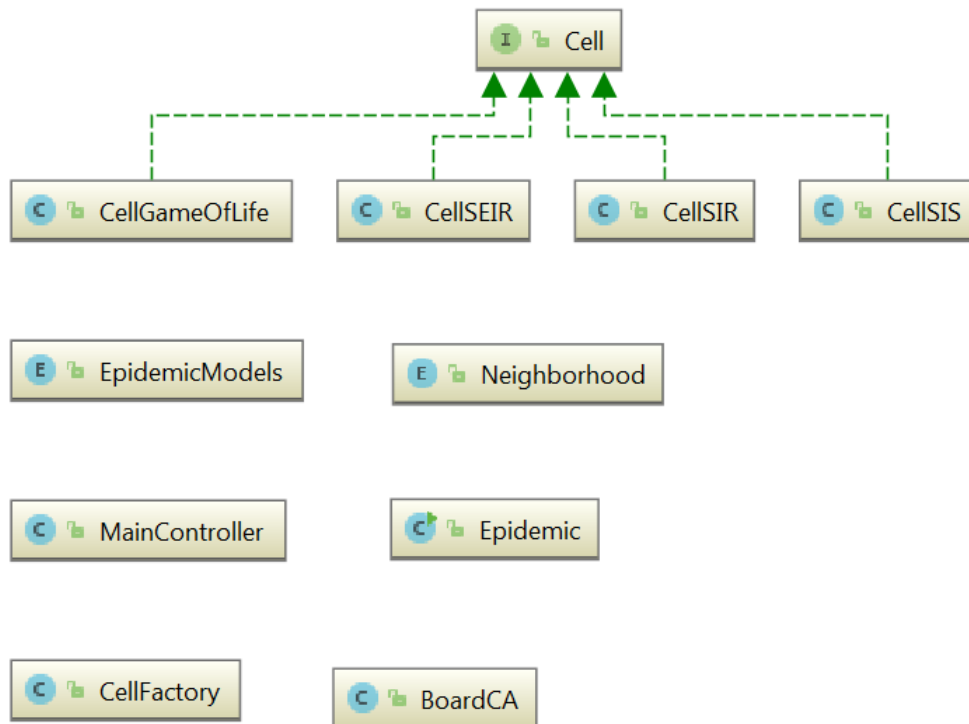 I Cell
C CellGameOfLife
C CellSEIR
C CellSIR
C CellSIS
E EpidemicModels
E Neighborhood
C MainController
C Epidemic
C CellFactory
C BoardCA